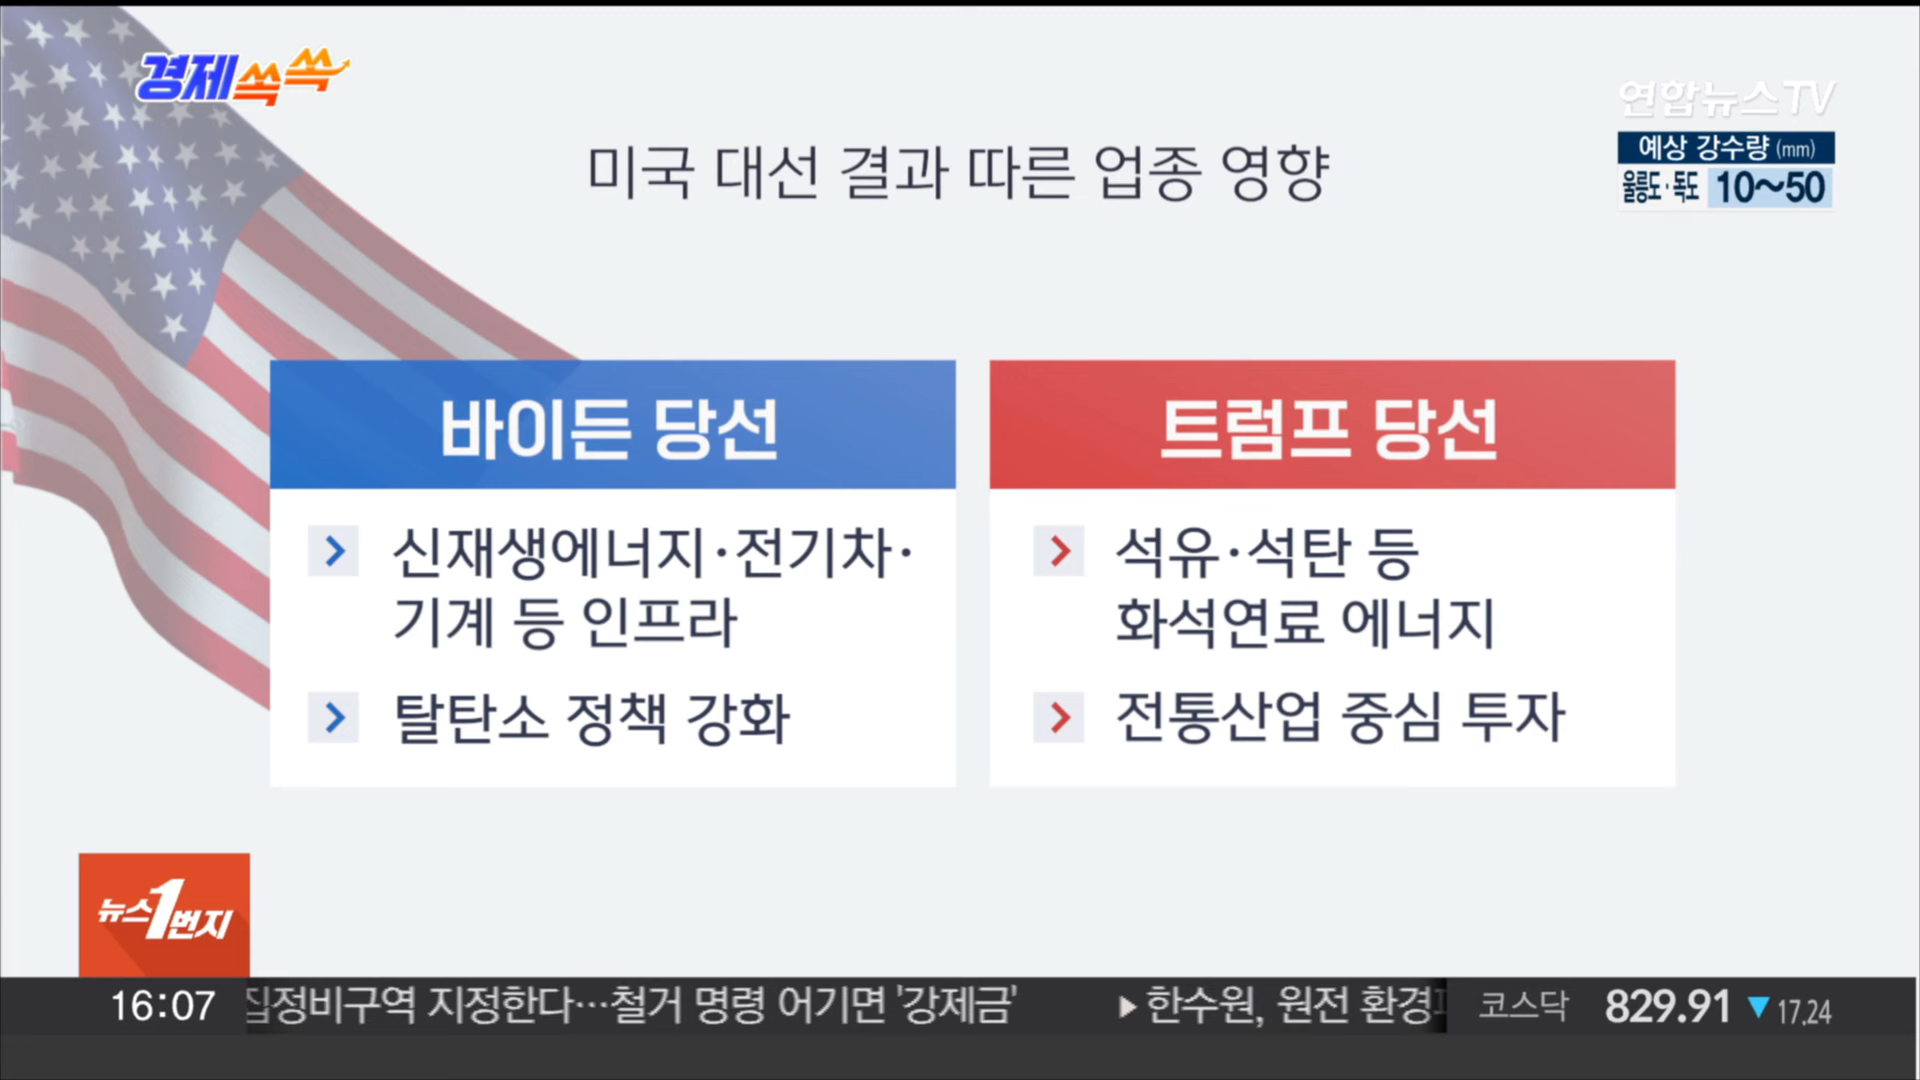 경제쏙쏙
연합뉴스TV
예상 강수량 (mm)
울릉도·독도 10~50
미국 대선 결과 따른 업종 영향
바이든 당선
신재생에너지·전기차·
기계 등 인프라
탈탄소 정책 강화
트럼프 당선
석유·석탄 등
화석연료 에너지
전통산업 중심 투자
뉴스1번지
16:07 집정비구역 지정한다…철거 명령 어기면 '강제금' ▶한수원, 원전 환경 코스닥 829.91 ▼17.24